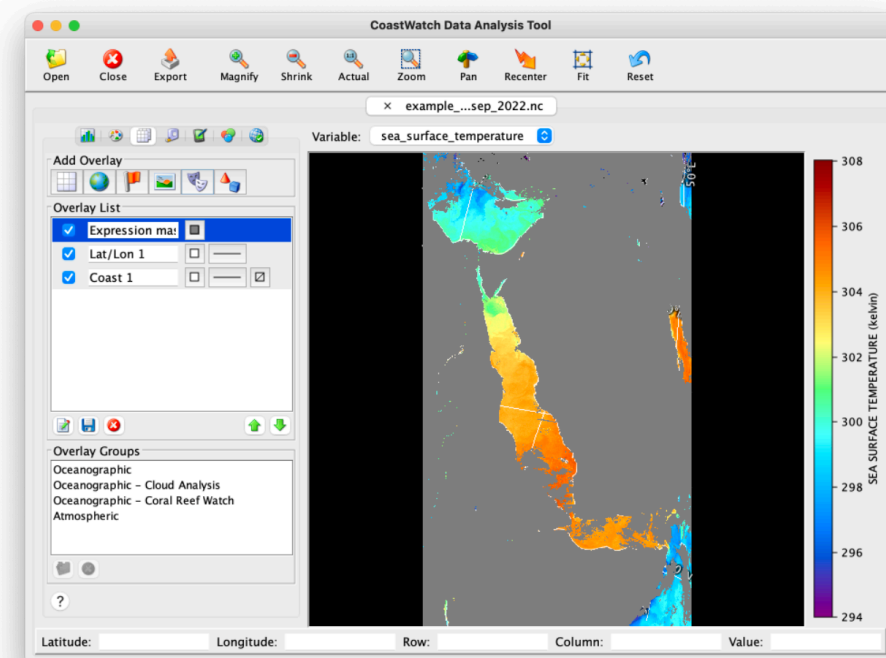 CoastWatch Data Analysis Tool
Open Close Export Magnify Shrink Actual Zoom Pan Recenter Fit Reset
× example_...sep_2022.nc
Variable: sea_surface_temperature
Add Overlay
Overlay List
Expression mas
Lat/Lon 1
Coast 1
Overlay Groups
Oceanographic
Oceanographic - Cloud Analysis
Oceanographic - Coral Reef Watch
Atmospheric
?
50°E
308
306
304
302
300
298
296
294
SEA SURFACE TEMPERATURE (kelvin)
Latitude: Longitude: Row: Column: Value: